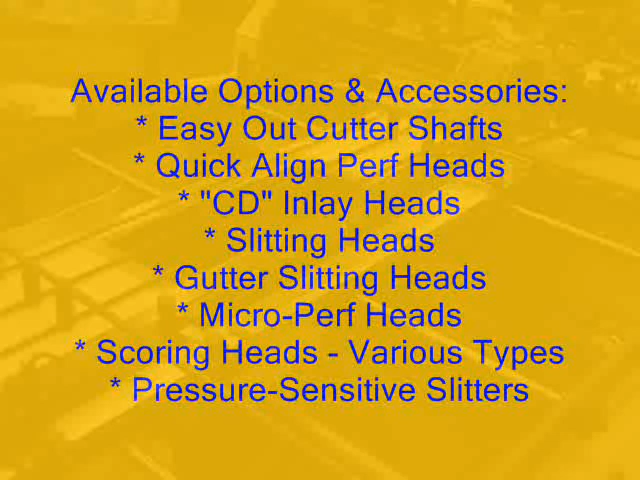 Available Options & Accessories:
* Easy Out Cutter Shafts
* Quick Align Perf Heads
* "CD" Inlay Heads
* Slitting Heads
* Gutter Slitting Heads
* Micro-Perf Heads
* Scoring Heads - Various Types
* Pressure-Sensitive Slitters